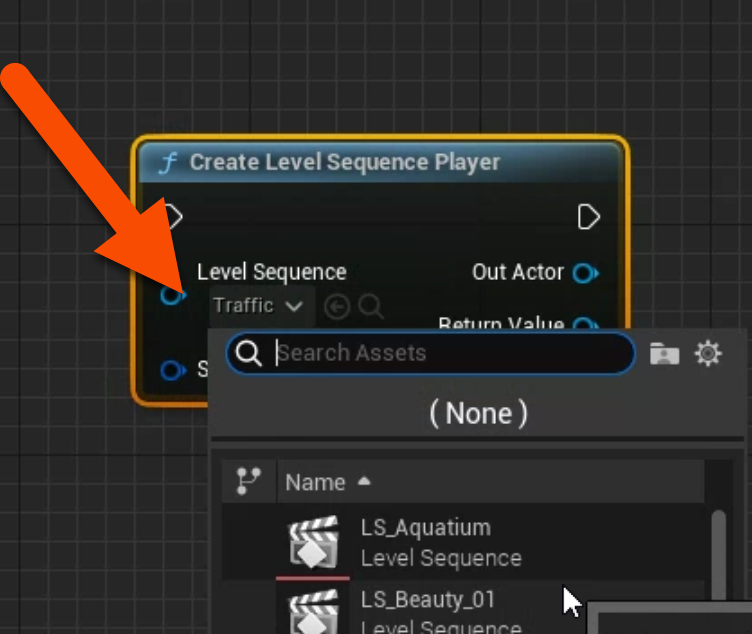 f Create Level Sequence Player
Level Sequence
Out Actor
Traffic
Return Value
S
Search Assets
( None )
Name
LS_Aquatium
Level Sequence
LS_Beauty_01
Level Sequence